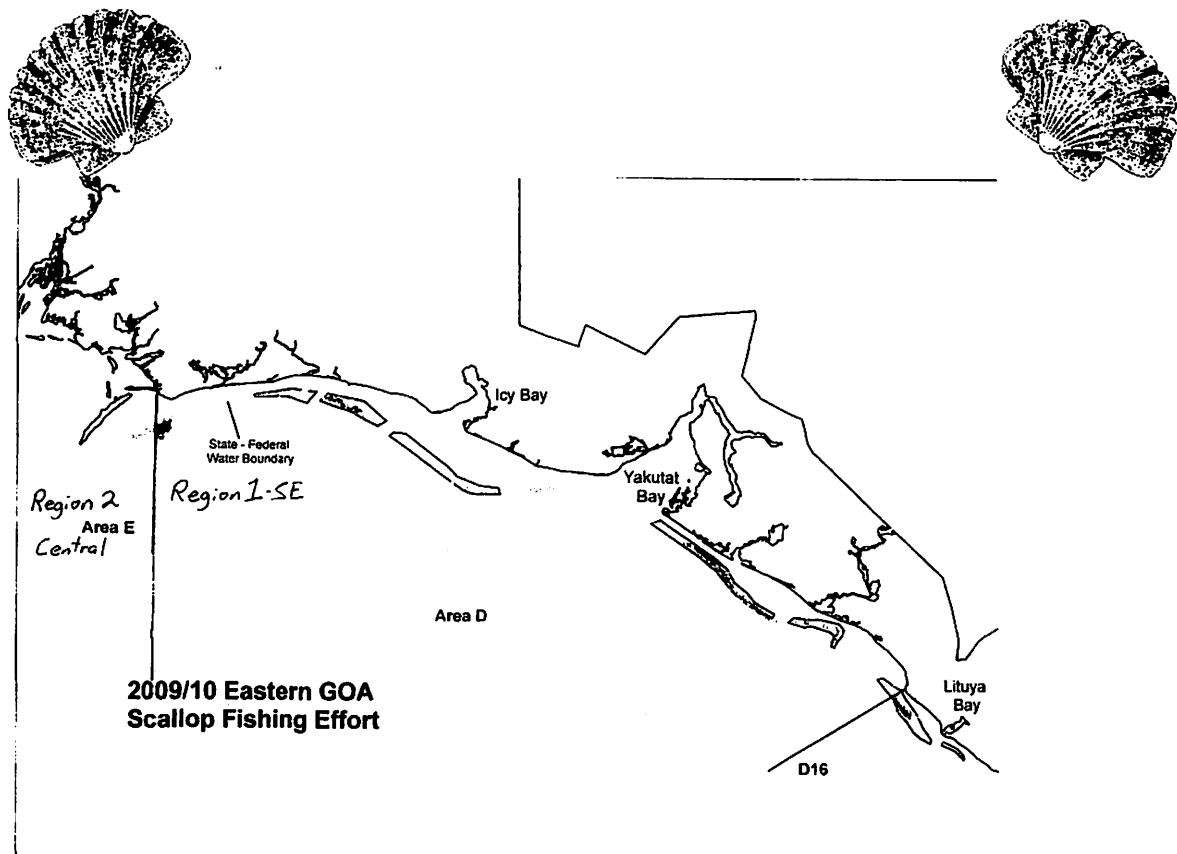 Icy Bay
State - Federal
Water Boundary
Yakutat
Bay
Region 2
Area E
Central
Region 1-SE
Area D
2009/10 Eastern GOA
Scallop Fishing Effort
Lituya
Bay
D16